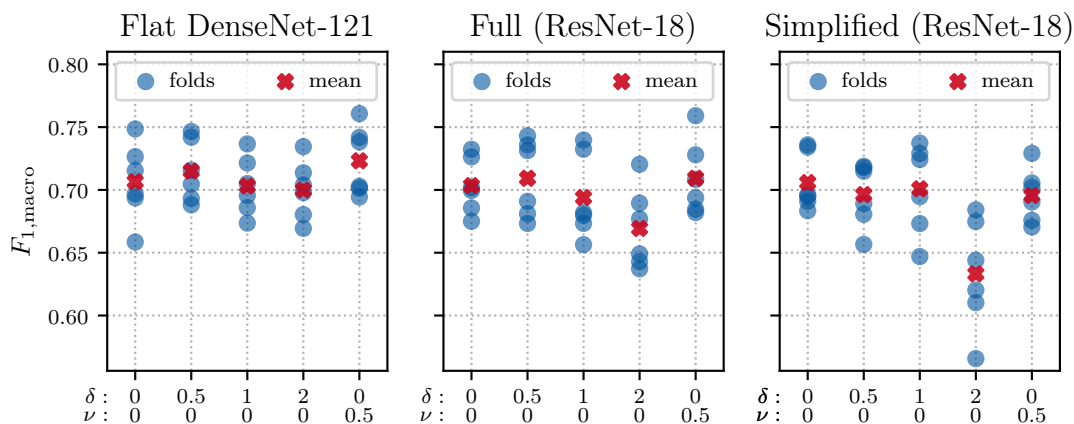 Flat DenseNet-121 Full (ResNet-18) Simplified (ResNet-18)
folds mean folds mean folds mean
0.80
0.75
0.70
0.65
0.60
F1,macro
δ : 0 0.5 1 2 0 δ : 0 0.5 1 2 0 δ : 0 0.5 1 2 0
ν : 0 0 0 0 0.5 ν : 0 0 0 0 0.5 ν : 0 0 0 0 0.5